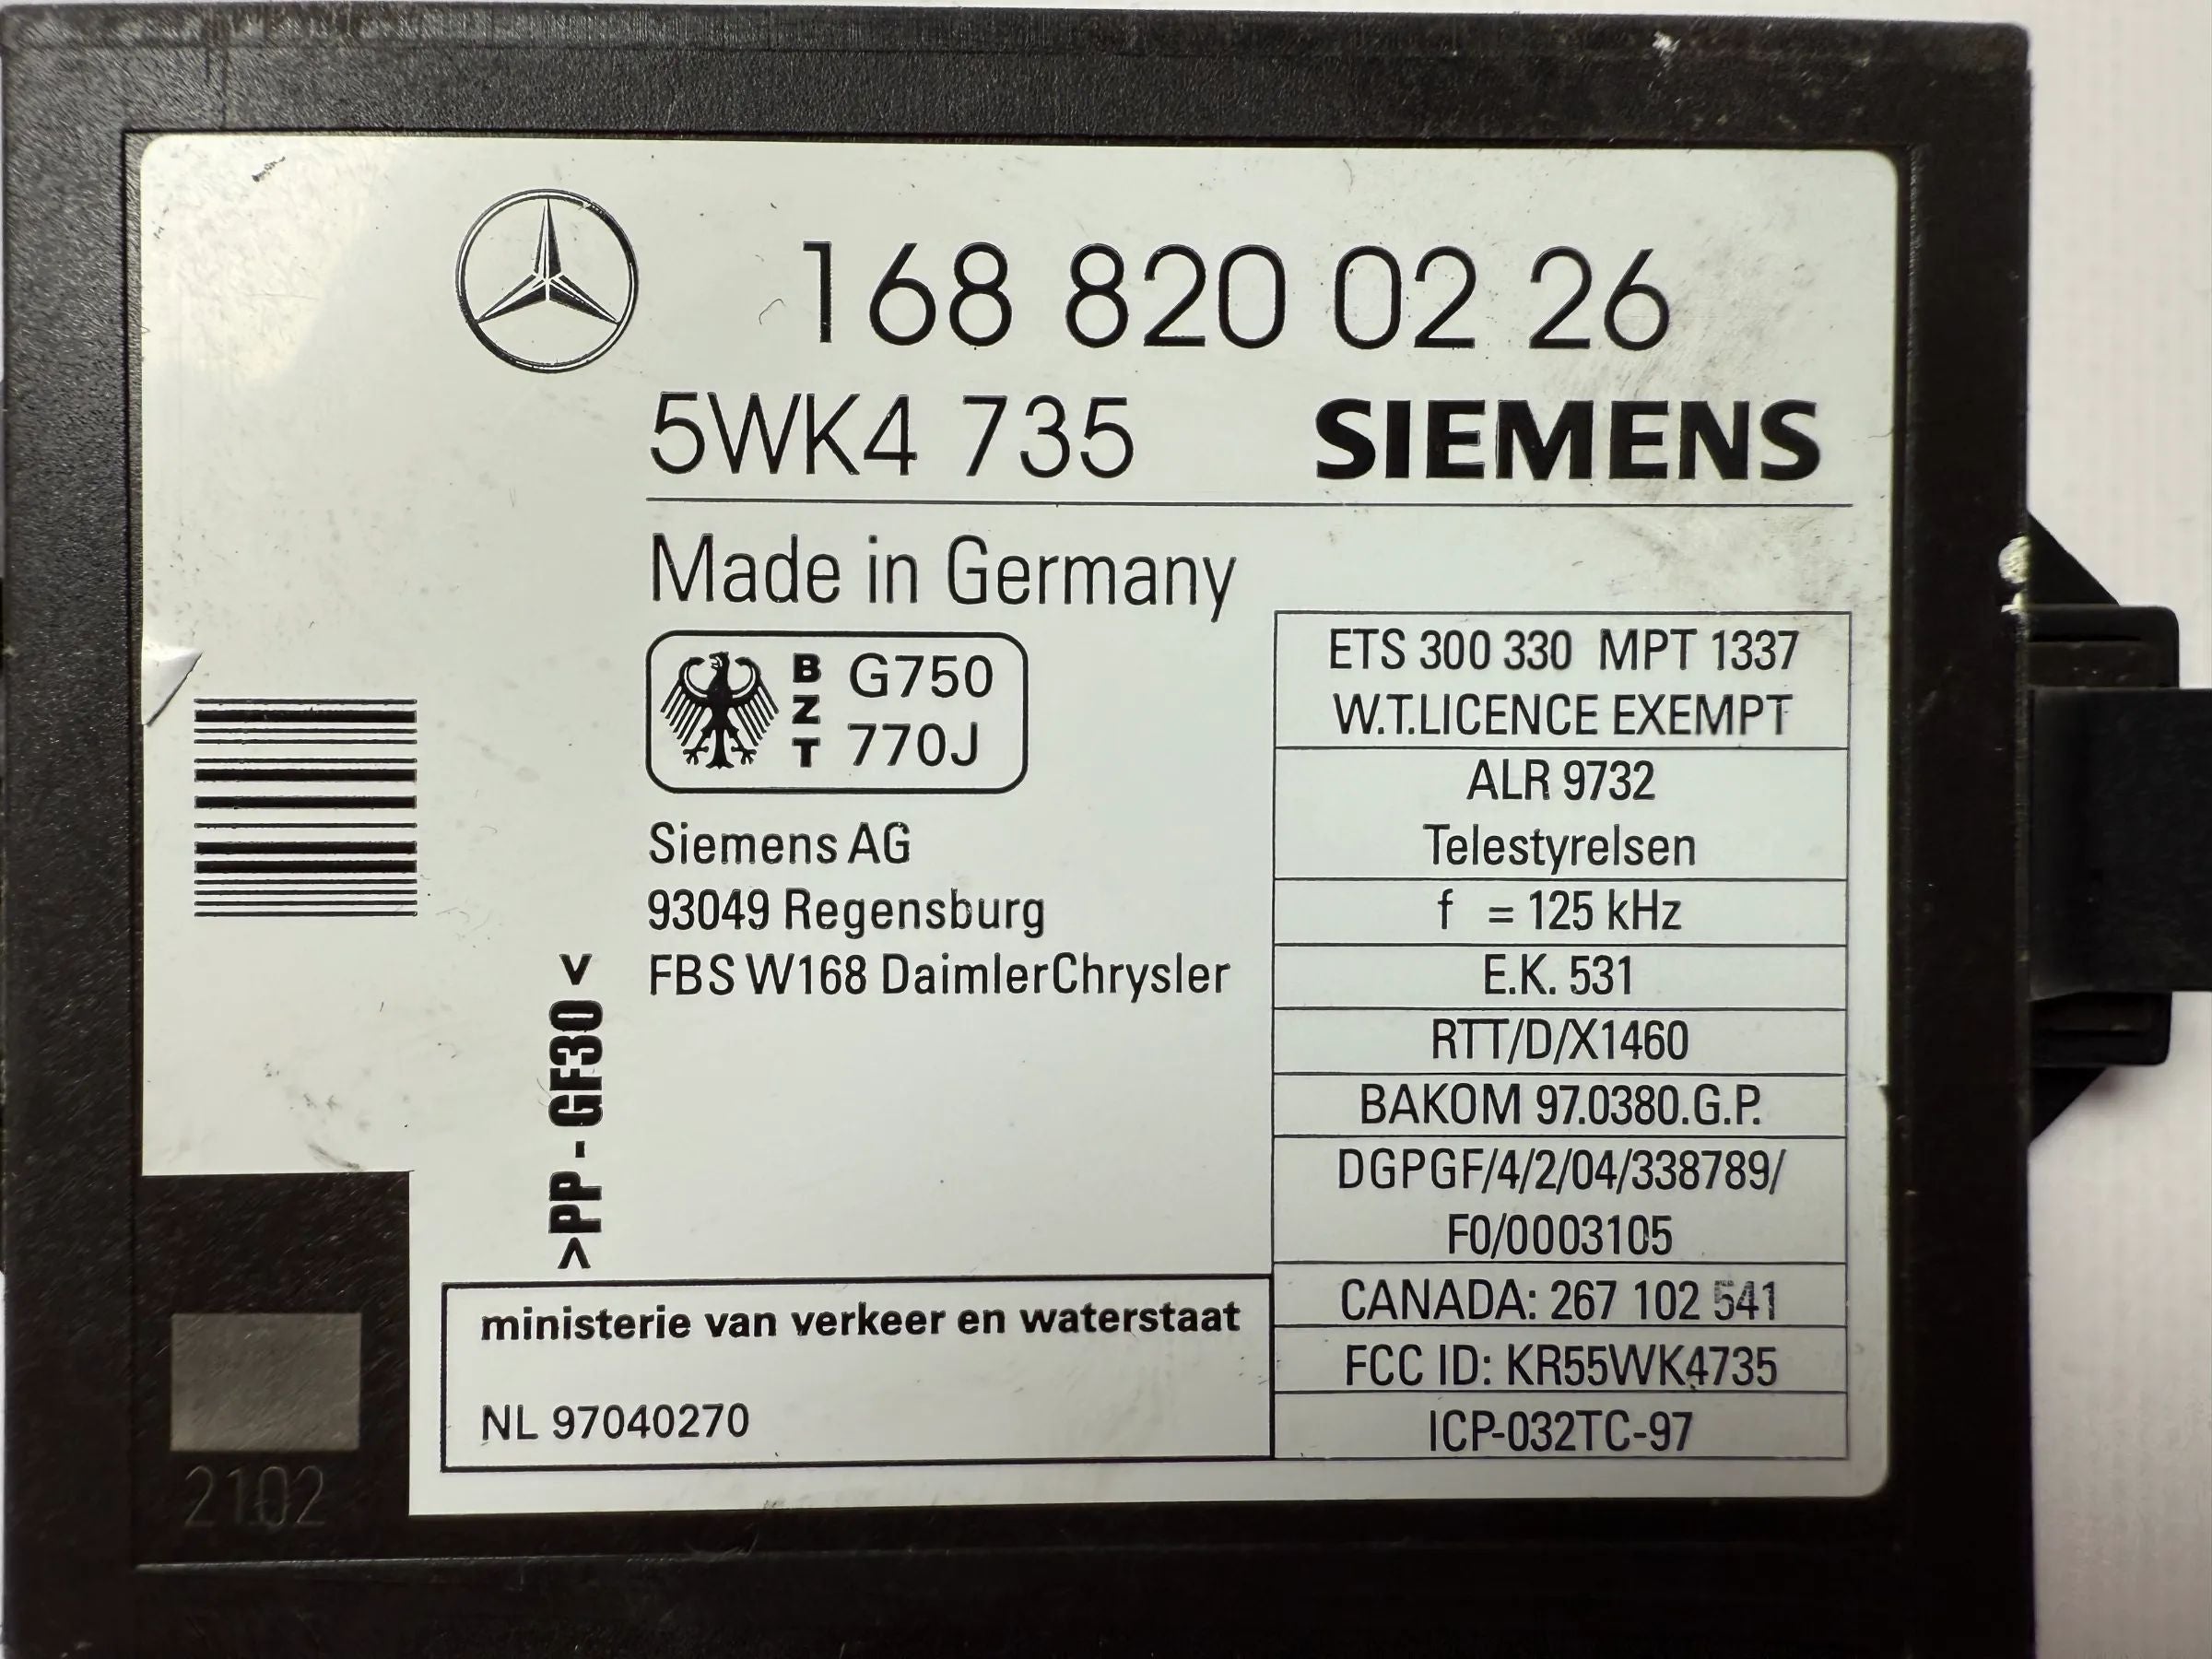 168 820 02 26
5WK4 735 SIEMENS
Made in Germany
BZT G750
770J
Siemens AG
93049 Regensburg
FBS W168 DaimlerChrysler
>PP-GF30<
ETS 300 330 MPT 1337
W.T.LICENCE EXEMPT
ALR 9732
Telestyrelsen
f = 125 kHz
E.K. 531
RTT/D/X1460
BAKOM 97.0380.G.P.
DGPGF/4/2/04/338789/
F0/0003105
CANADA: 267 102 541
FCC ID: KR55WK4735
ICP-032TC-97
ministerie van verkeer en waterstaat
NL 97040270
2102